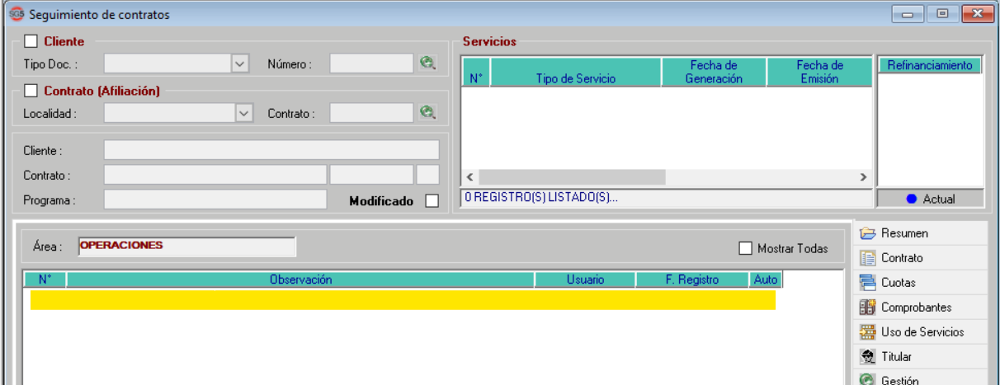 SG5 Seguimiento de contratos
Cliente
Tipo Doc. :
Número :
Contrato (Afiliación)
Localidad :
Contrato :
Cliente :
Contrato :
Programa :
Modificado
Servicios
N° Tipo de Servicio Fecha de Generación Fecha de Emisión
Refinanciamiento
0 REGISTRO(S) LISTADO(S)...
Actual
Área : OPERACIONES
Mostrar Todas
N° Observación Usuario F. Registro Auto
Resumen
Contrato
Cuotas
Comprobantes
Uso de Servicios
Titular
Gestión